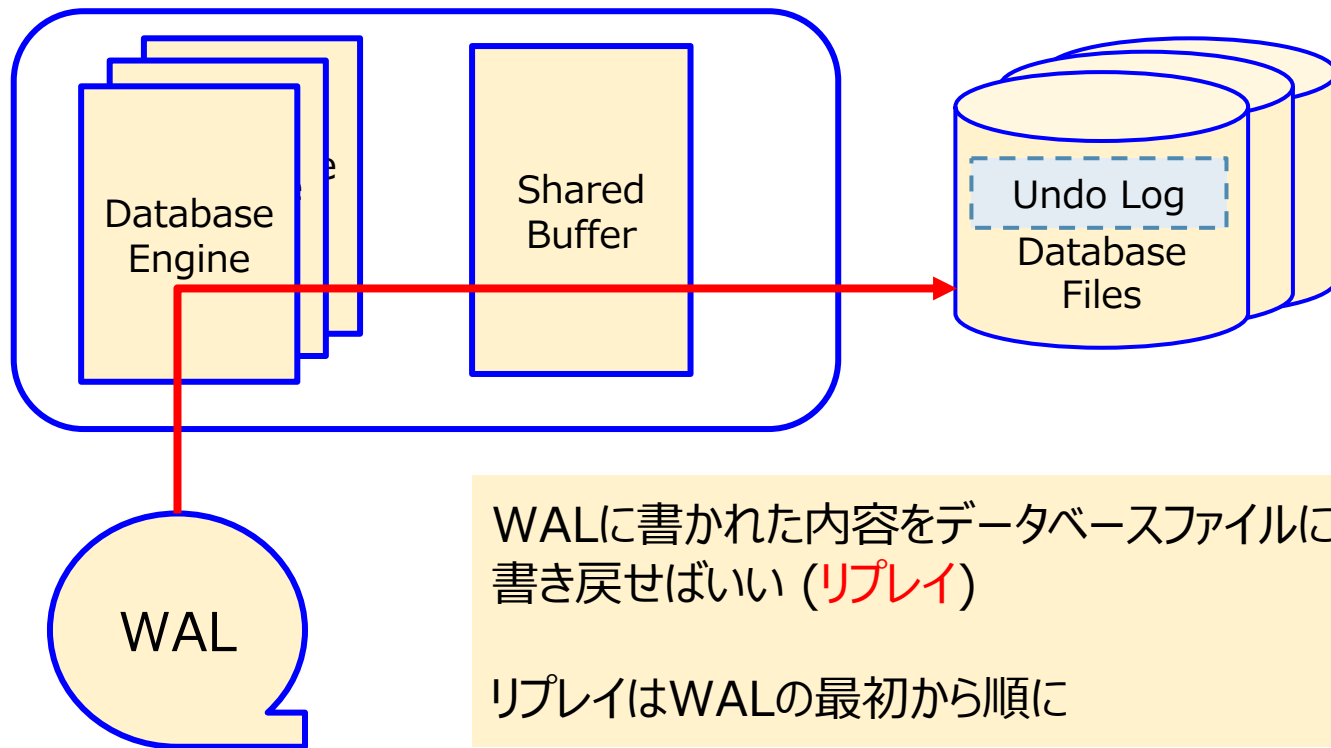 Database
Engine
Shared
Buffer
Undo Log
Database
Files
WAL
WALに書かれた内容をデータベースファイルに
書き戻せばいい (リプレイ)
リプレイはWALの最初から順に